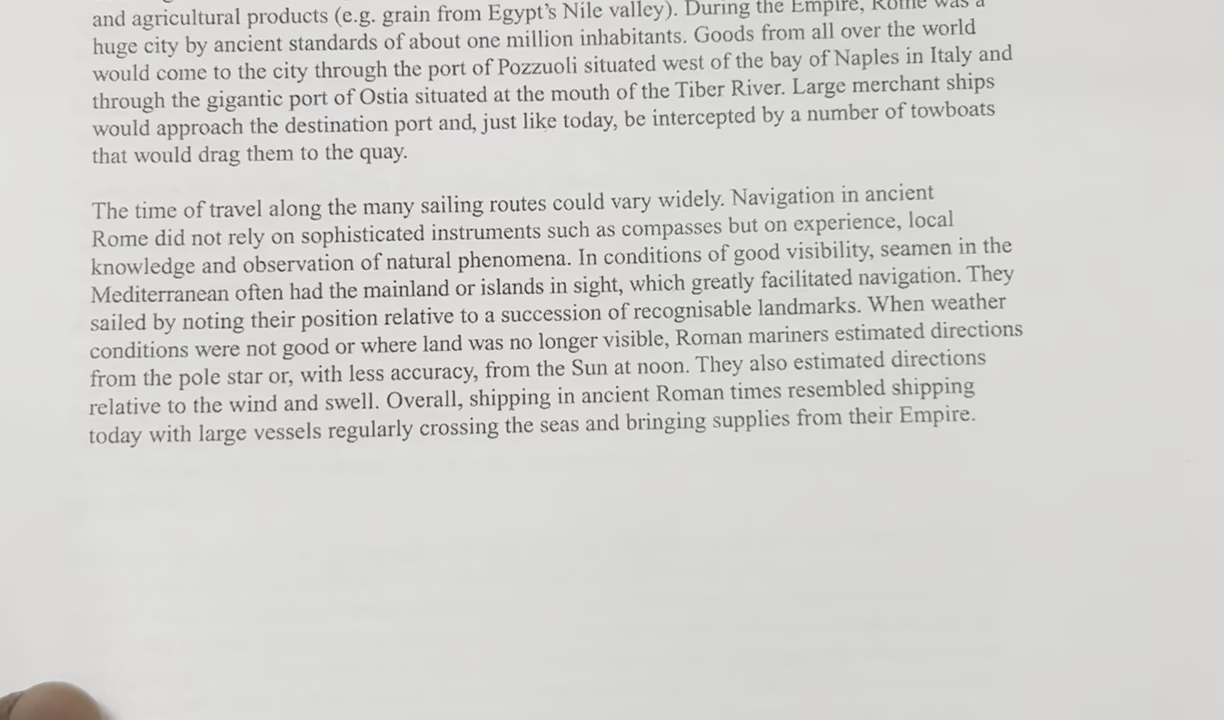 and agricultural products (e.g. grain from Egypt’s Nile valley). During the Empire, Rome was a
huge city by ancient standards of about one million inhabitants. Goods from all over the world
would come to the city through the port of Pozzuoli situated west of the bay of Naples in Italy and
through the gigantic port of Ostia situated at the mouth of the Tiber River. Large merchant ships
would approach the destination port and, just like today, be intercepted by a number of towboats
that would drag them to the quay.
The time of travel along the many sailing routes could vary widely. Navigation in ancient
Rome did not rely on sophisticated instruments such as compasses but on experience, local
knowledge and observation of natural phenomena. In conditions of good visibility, seamen in the
Mediterranean often had the mainland or islands in sight, which greatly facilitated navigation. They
sailed by noting their position relative to a succession of recognisable landmarks. When weather
conditions were not good or where land was no longer visible, Roman mariners estimated directions
from the pole star or, with less accuracy, from the Sun at noon. They also estimated directions
relative to the wind and swell. Overall, shipping in ancient Roman times resembled shipping
today with large vessels regularly crossing the seas and bringing supplies from their Empire.